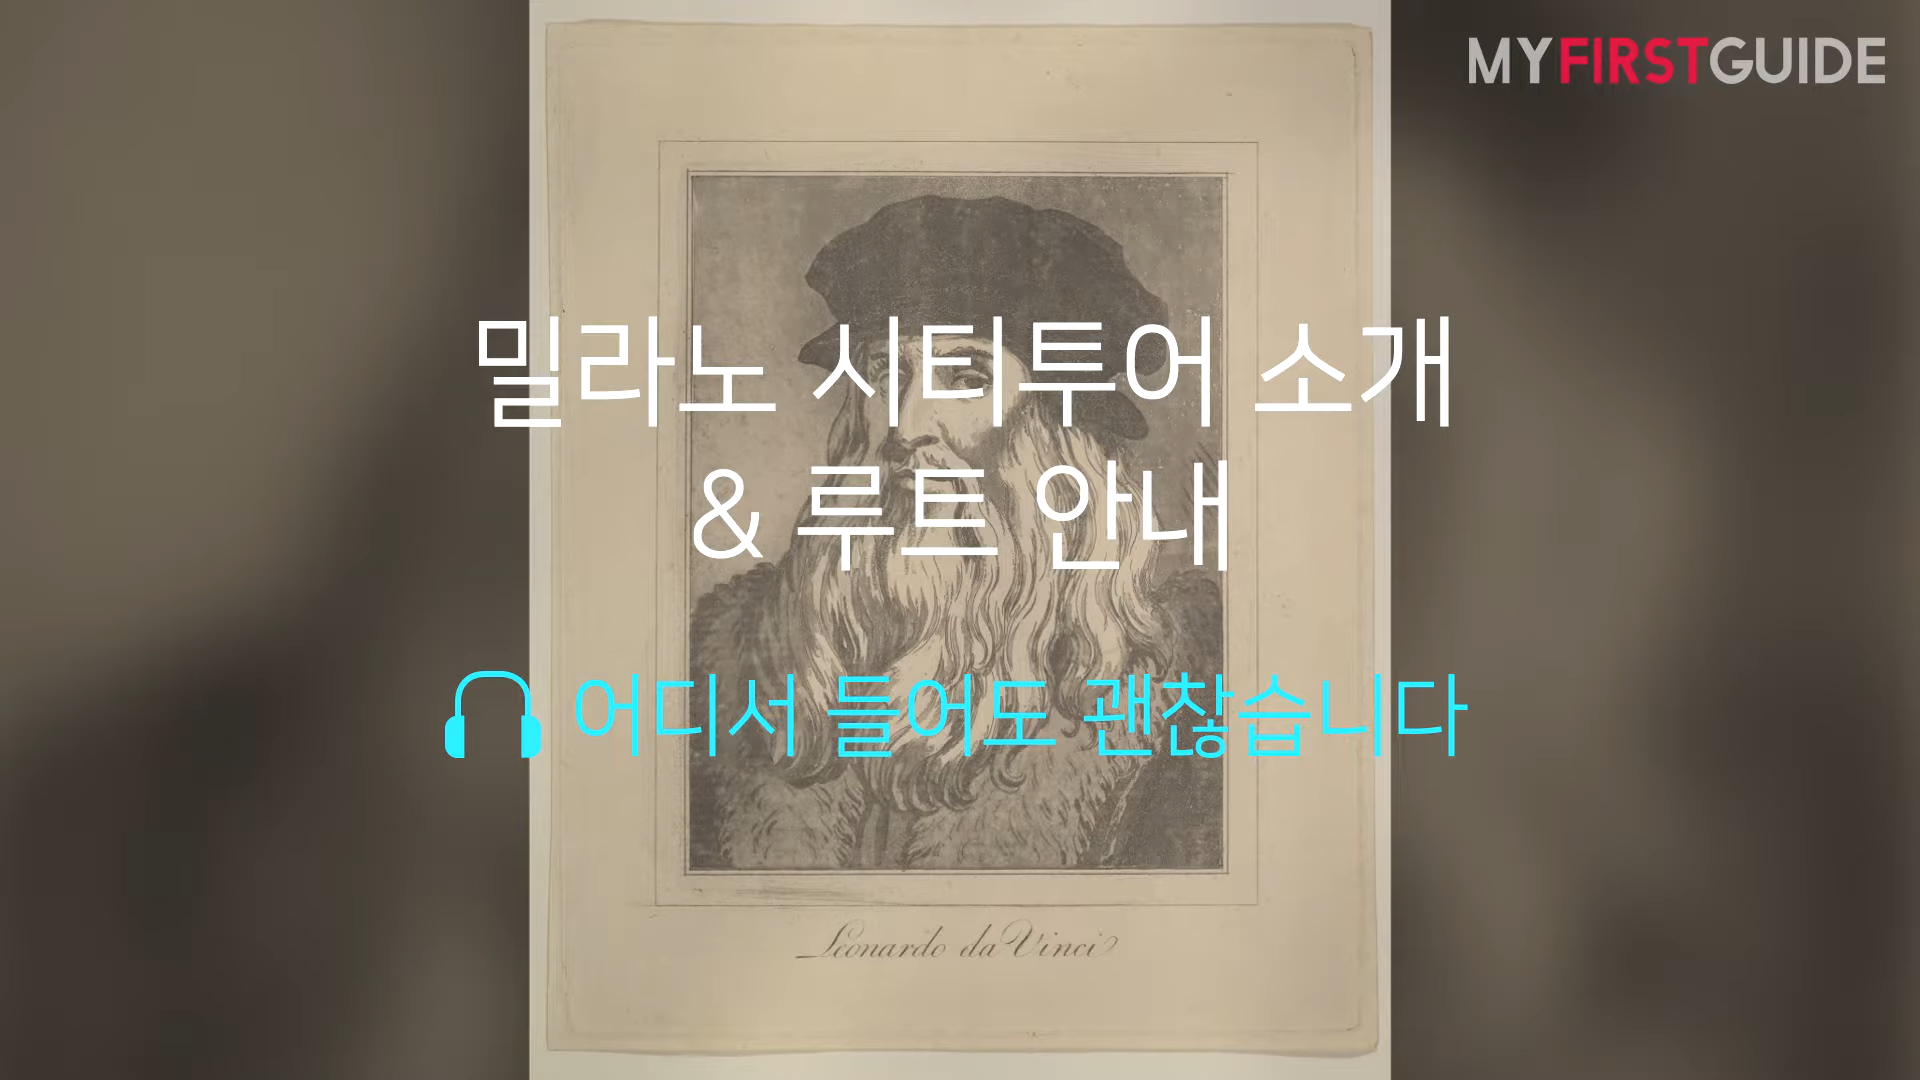 MYFIRSTGUIDE
밀라노 시티투어 소개
& 루트 안내
어디서 들어도 괜찮습니다
Leonardo da Vinci